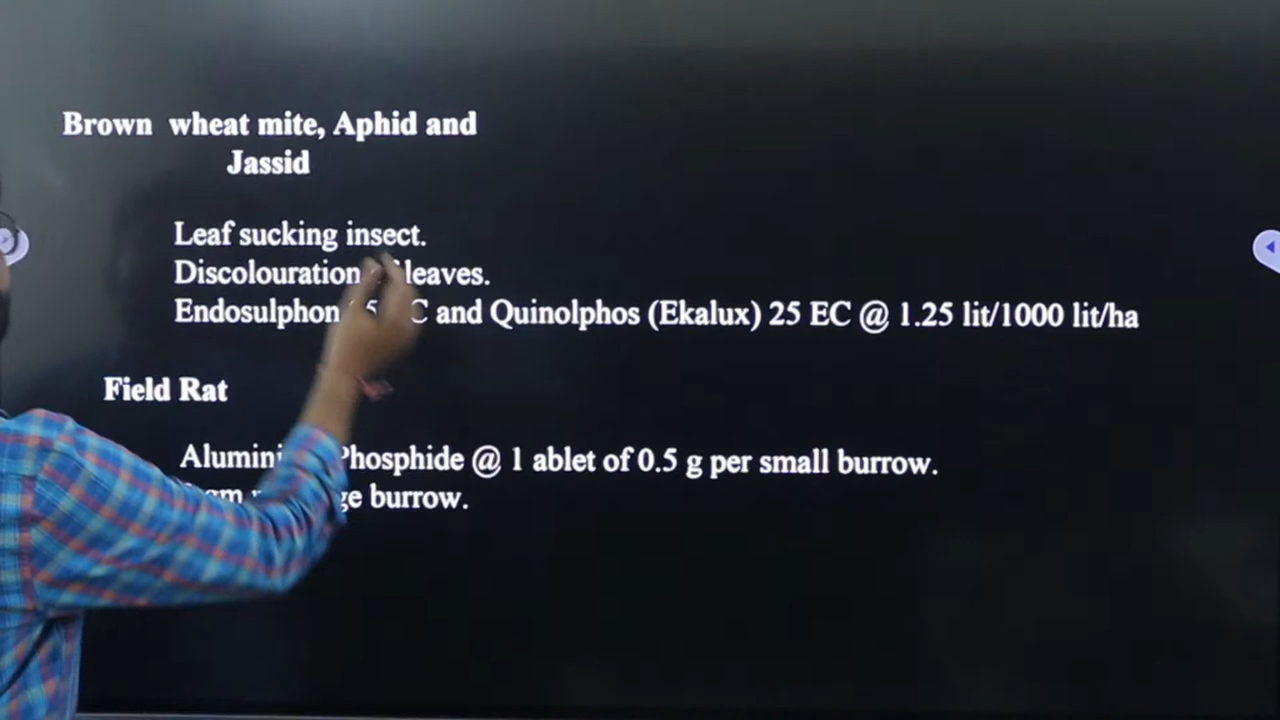 Brown wheat mite, Aphid and
Jassid
Leaf sucking insect.
Discolouration leaves.
Endosulphon and Quinolphos (Ekalux) 25 EC @ 1.25 lit/1000 lit/ha
Field Rat
Phosphide @ 1 ablet of 0.5 g per small burrow.
burrow.